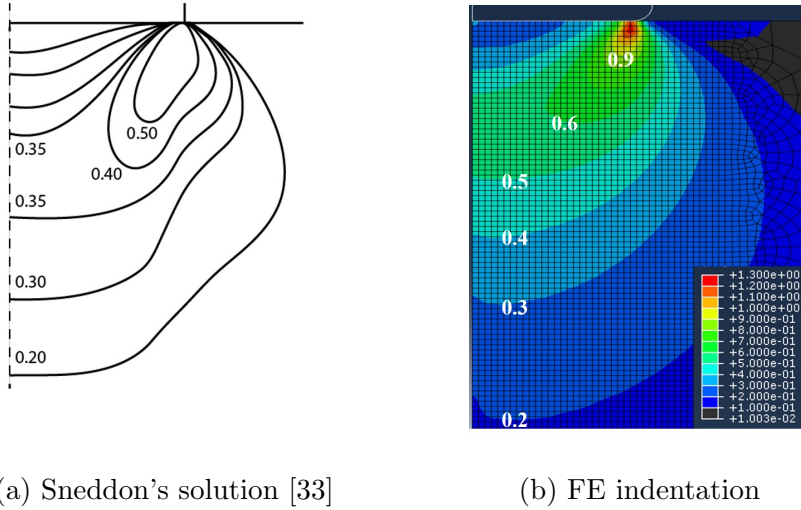 0.50
0.35
0.40
0.35
0.30
0.20
0.9
0.6
0.5
0.4
0.3
0.2
+1.300e+00
+1.200e+00
+1.100e+00
+1.000e+00
+9.000e-01
+8.000e-01
+7.000e-01
+6.000e-01
+5.000e-01
+4.000e-01
+3.000e-01
+2.000e-01
+1.000e-01
+1.003e-02
a) Sneddon's solution [33]
(b) FE indentation